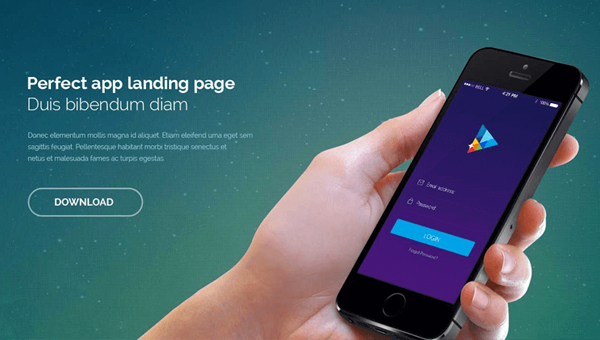 Perfect app landing page
Duis bibendum diam
Donec elementum mollis magna id aliquet. Etiam eleifend urna eget sem
sagittis feugiat. Pellentesque habitant morbi tristique senectus et
netus et malesuada fames ac turpis egestas.
DOWNLOAD
BELL
4:21 PM
100%
Email address
Password
LOGIN
Forgot Password?